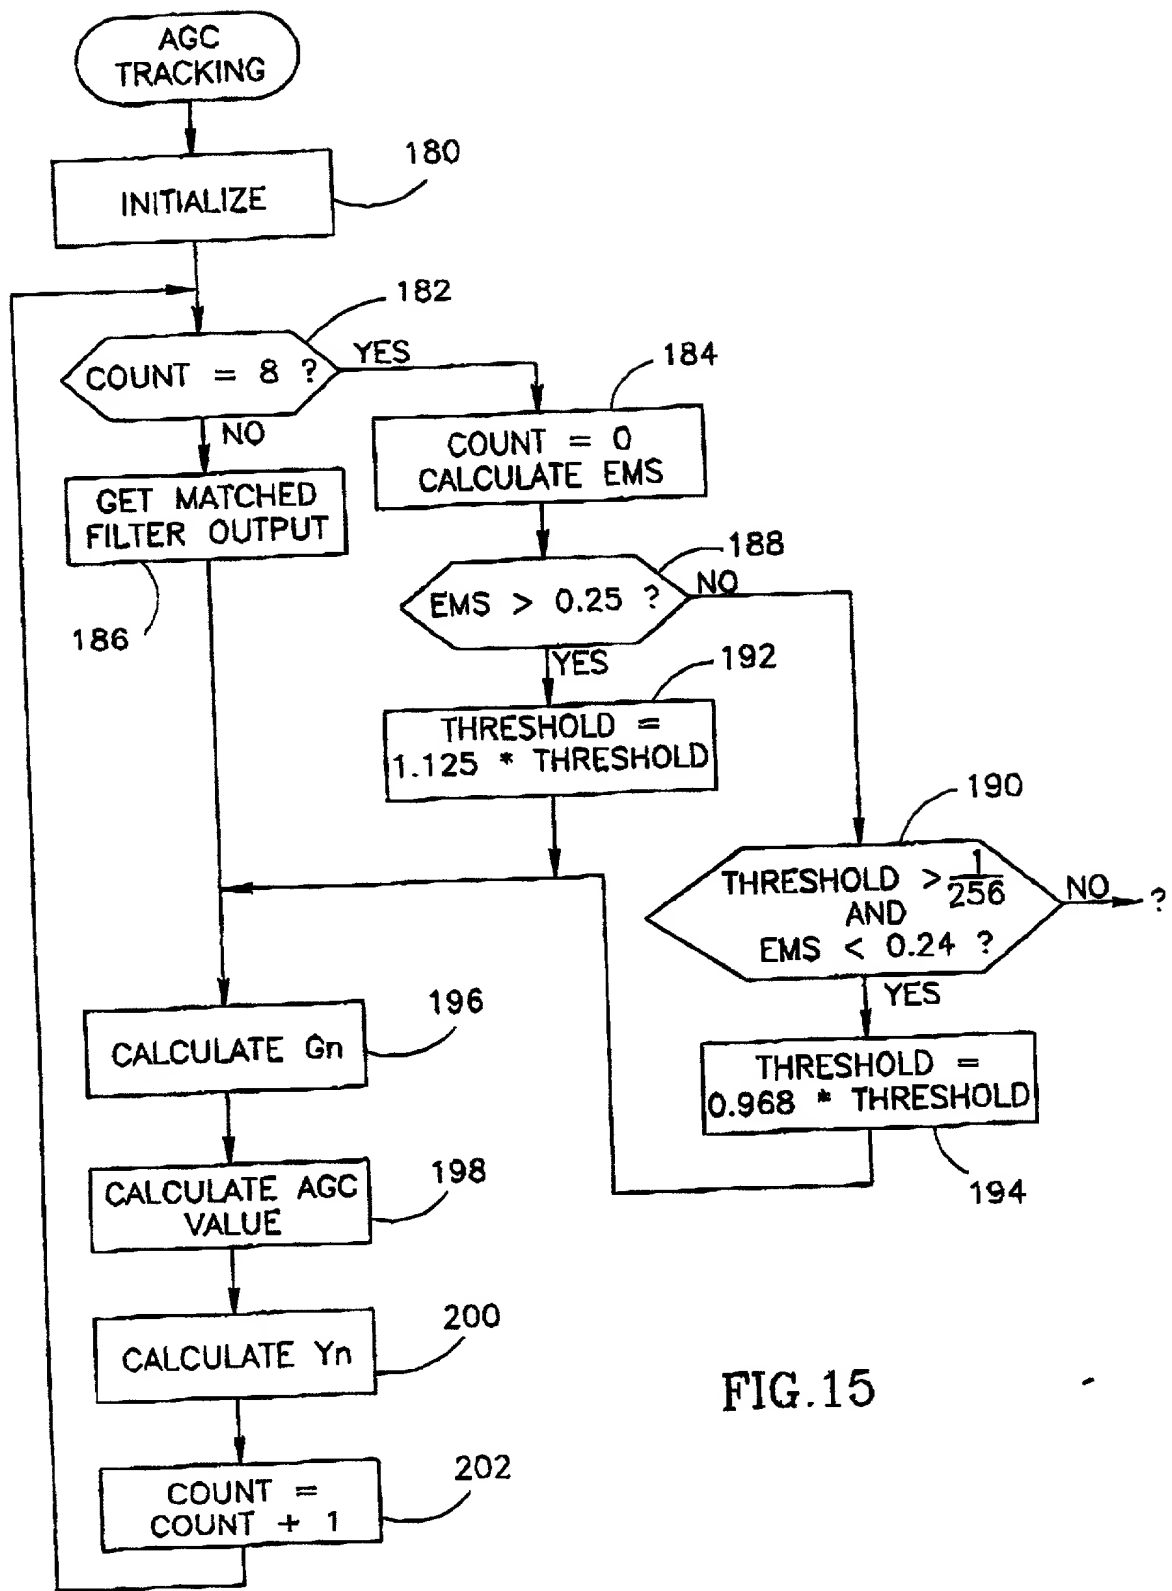 AGC
TRACKING
180
INITIALIZE
182
COUNT = 8 ?
YES
NO
184
COUNT = 0
CALCULATE EMS
GET MATCHED
FILTER OUTPUT
186
188
EMS > 0.25 ?
NO
YES
192
THRESHOLD =
1.125 * THRESHOLD
190
THRESHOLD > 1/256
AND
EMS < 0.24 ?
NO
?
YES
THRESHOLD =
0.968 * THRESHOLD
194
196
CALCULATE Gn
198
CALCULATE AGC
VALUE
200
CALCULATE Yn
202
COUNT =
COUNT + 1
FIG.15